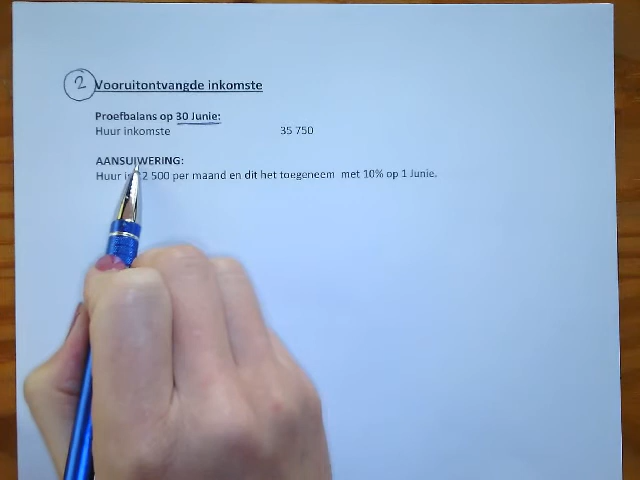 2 Vooruitontvangde inkomste
Proefbalans op 30 Junie:
Huur inkomste 35 750
AANSUIWERING:
Huur 2 500 per maand en dit het toegeneem met 10% op 1 Junie.